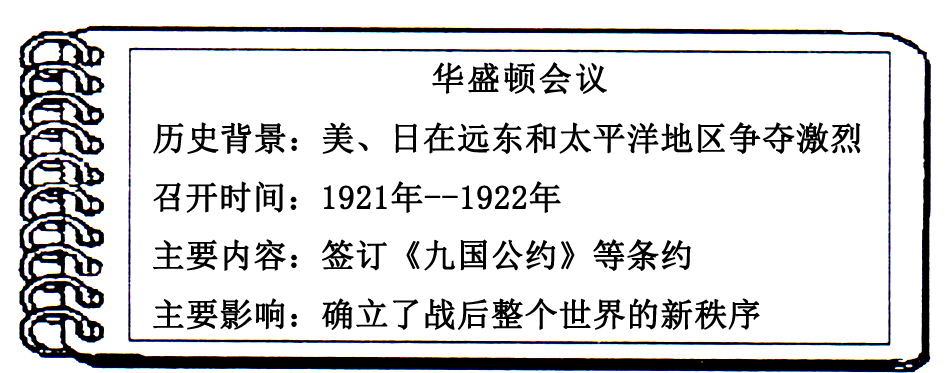 华盛顿会议
历史背景：美、日在远东和太平洋地区争夺激烈
召开时间：1921年--1922年
主要内容：签订《九国公约》等条约
主要影响：确立了战后整个世界的新秩序